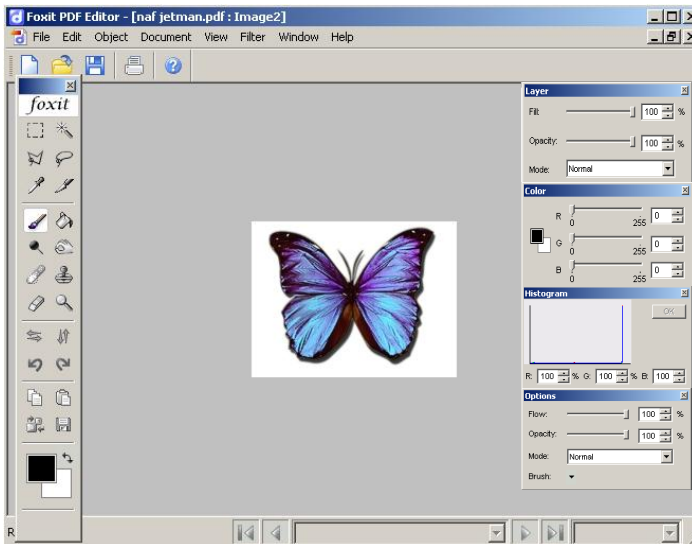 Foxit PDF Editor - [naf jetman.pdf : Image2]
File Edit Object Document View Filter Window Help
foxit
Layer
Fill: 100 %
Opacity: 100 %
Mode: Normal
Color
R 0 255 0
G 0 255 0
B 0 255 0
Histogram
OK
R: 100 % G: 100 % B: 100
Options
Flow: 100 %
Opacity: 100 %
Mode: Normal
Brush:
R